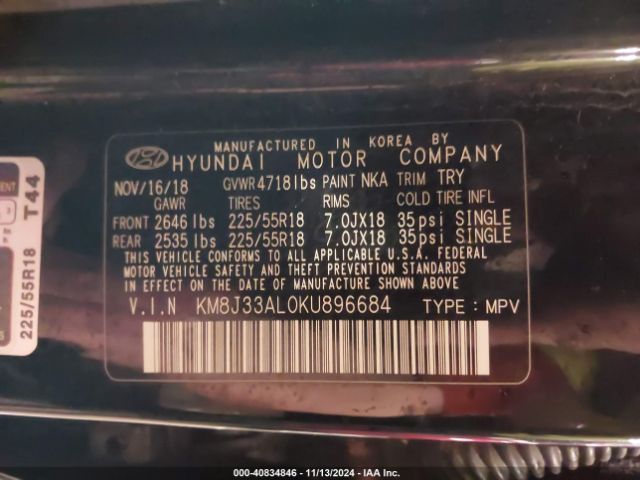 MANUFACTURED IN KOREA BY
HYUNDAI MOTOR COMPANY
NOV/16/18 GVWR 4718lbs PAINT NKA TRIM TRY
GAWR TIRES RIMS COLD TIRE INFL
FRONT 2646 lbs 225/55R18 7.0JX18 35psi SINGLE
REAR 2535 lbs 225/55R18 7.0JX18 35psi SINGLE
THIS VEHICLE CONFORMS TO ALL APPLICABLE U.S.A. FEDERAL
MOTOR VEHICLE SAFETY, BUMPER, AND THEFT PREVENTION STANDARDS
IN EFFECT ON THE DATE OF MANUFACTURE SHOWN ABOVE.
V.I.N KM8J33AL0KU896684 TYPE : MPV
225/55R18 T44
000-40834846 - 11/13/2024 - IAA Inc.